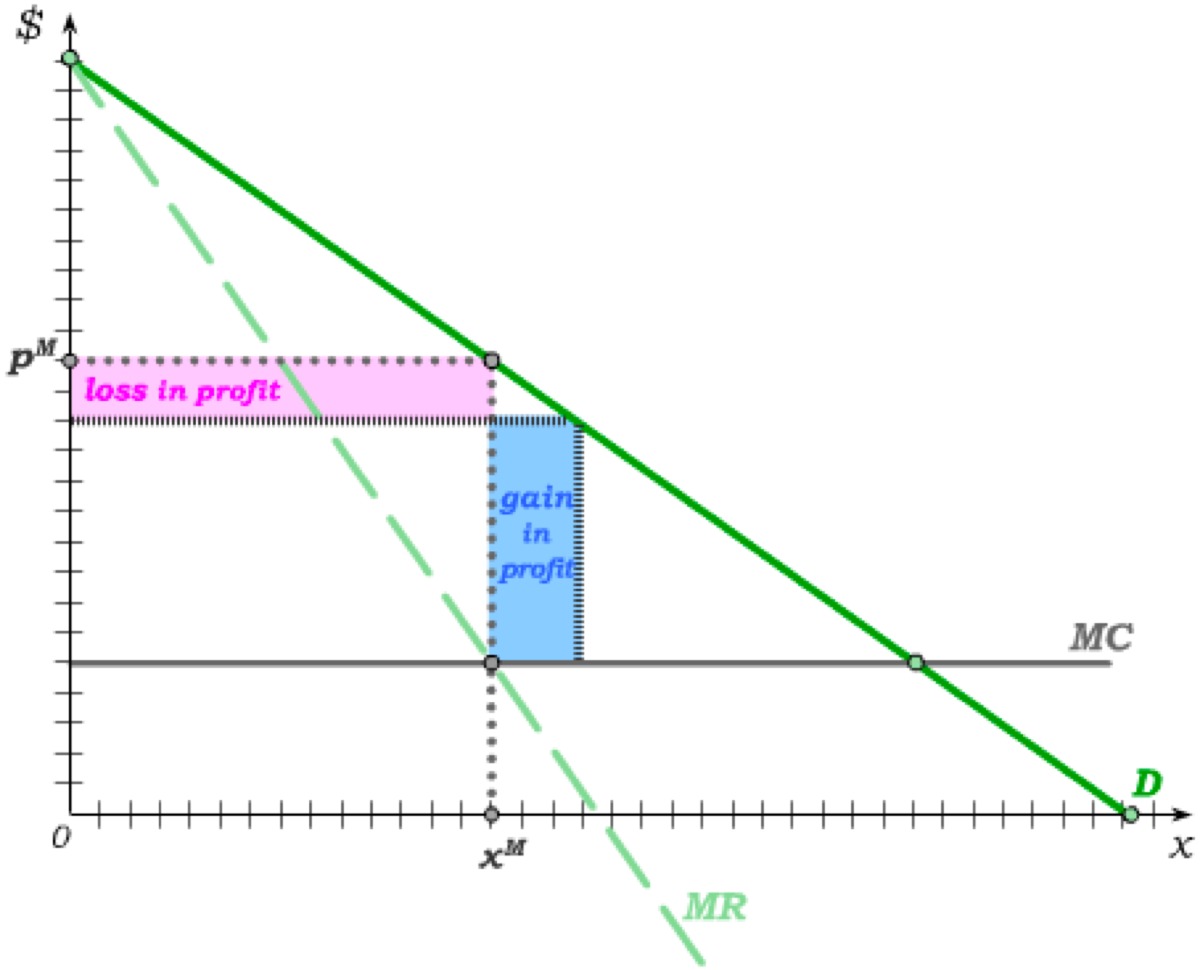 $
p^M
loss in profit
gain
in
profit
MC
D
0
x^M
x
MR